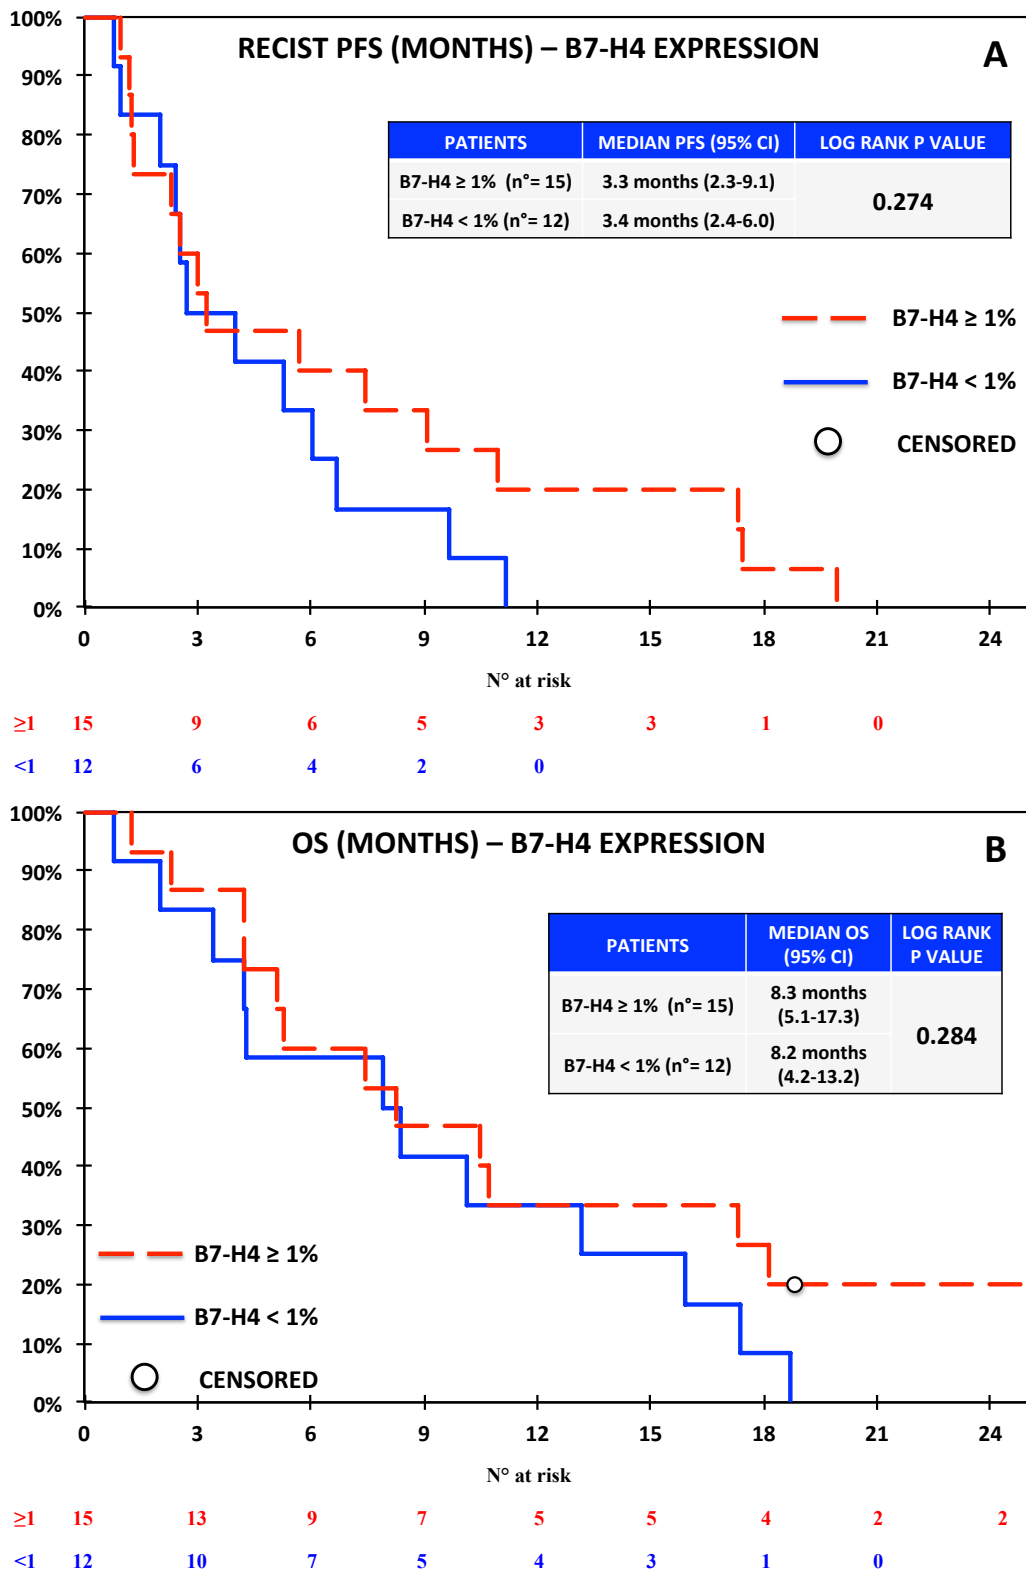 100%
RECIST PFS (MONTHS) – B7-H4 EXPRESSION
A
90%
80%
70%
60%
50%
40%
30%
20%
10%
0%
PATIENTS MEDIAN PFS (95% CI) LOG RANK P VALUE
B7-H4 ≥ 1% (n°= 15) 3.3 months (2.3-9.1)
0.274
B7-H4 < 1% (n°= 12) 3.4 months (2.4-6.0)
B7-H4 ≥ 1%
B7-H4 < 1%
CENSORED
0 3 6 9 12 15 18 21 24
N° at risk
≥1 15 9 6 5 3 3 1 0
<1 12 6 4 2 0
100%
OS (MONTHS) – B7-H4 EXPRESSION
B
90%
80%
70%
60%
50%
40%
30%
20%
10%
0%
PATIENTS MEDIAN OS (95% CI) LOG RANK P VALUE
B7-H4 ≥ 1% (n°= 15) 8.3 months (5.1-17.3)
0.284
B7-H4 < 1% (n°= 12) 8.2 months (4.2-13.2)
B7-H4 ≥ 1%
B7-H4 < 1%
CENSORED
0 3 6 9 12 15 18 21 24
N° at risk
≥1 15 13 9 7 5 5 4 2 2
<1 12 10 7 5 4 3 1 0